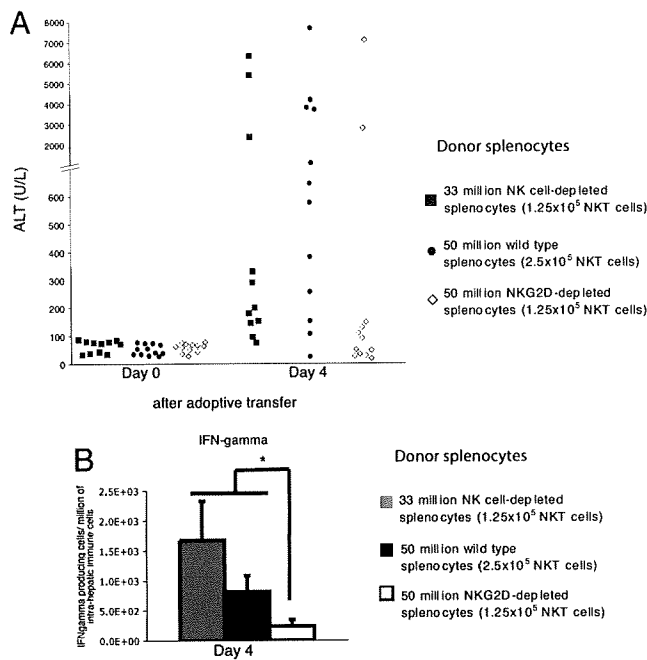 A
8000
7000
6000
5000
4000
3000
2000
600
500
400
300
200
100
0
ALT (U/L)
Day 0
Day 4
after adoptive transfer
Donor splenocytes
33 million NK cell-depleted
splenocytes (1.25x10⁵ NKT cells)
50 million wild type
splenocytes (2.5x10⁵ NKT cells)
50 million NKG2D-depleted
splenocytes (1.25x10⁵ NKT cells)
B
IFN-gamma
*
2.5E+03
2.0E+03
1.5E+03
1.0E+03
5.0E+02
0.0E+00
IFNgamma producing cells/ million of
intra-hepatic immune cells
Day 4
Donor splenocytes
33 million NK cell-depleted
splenocytes (1.25x10⁵ NKT cells)
50 million wild type
splenocytes (2.5x10⁵ NKT cells)
50 million NKG2D-depleted
splenocytes (1.25x10⁵ NKT cells)